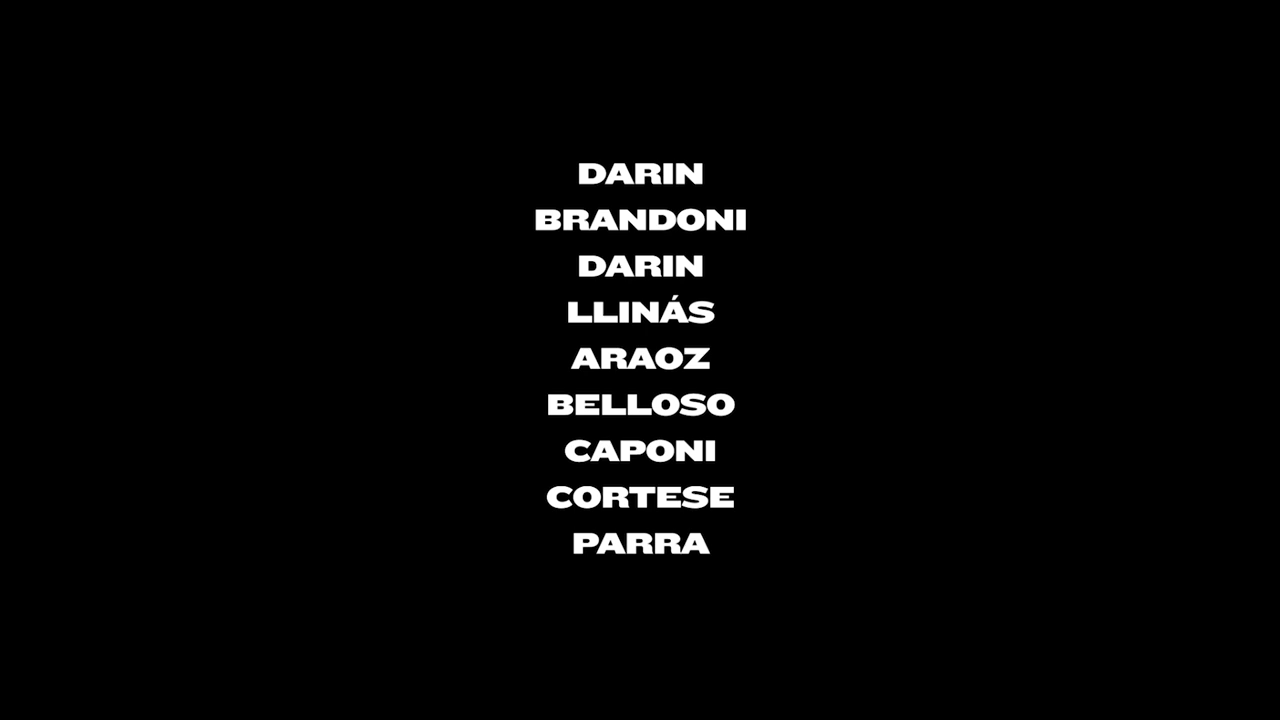 DARIN
BRANDONI
DARIN
LLINÁS
ARAOZ
BELLOSO
CAPONI
CORTESE
PARRA